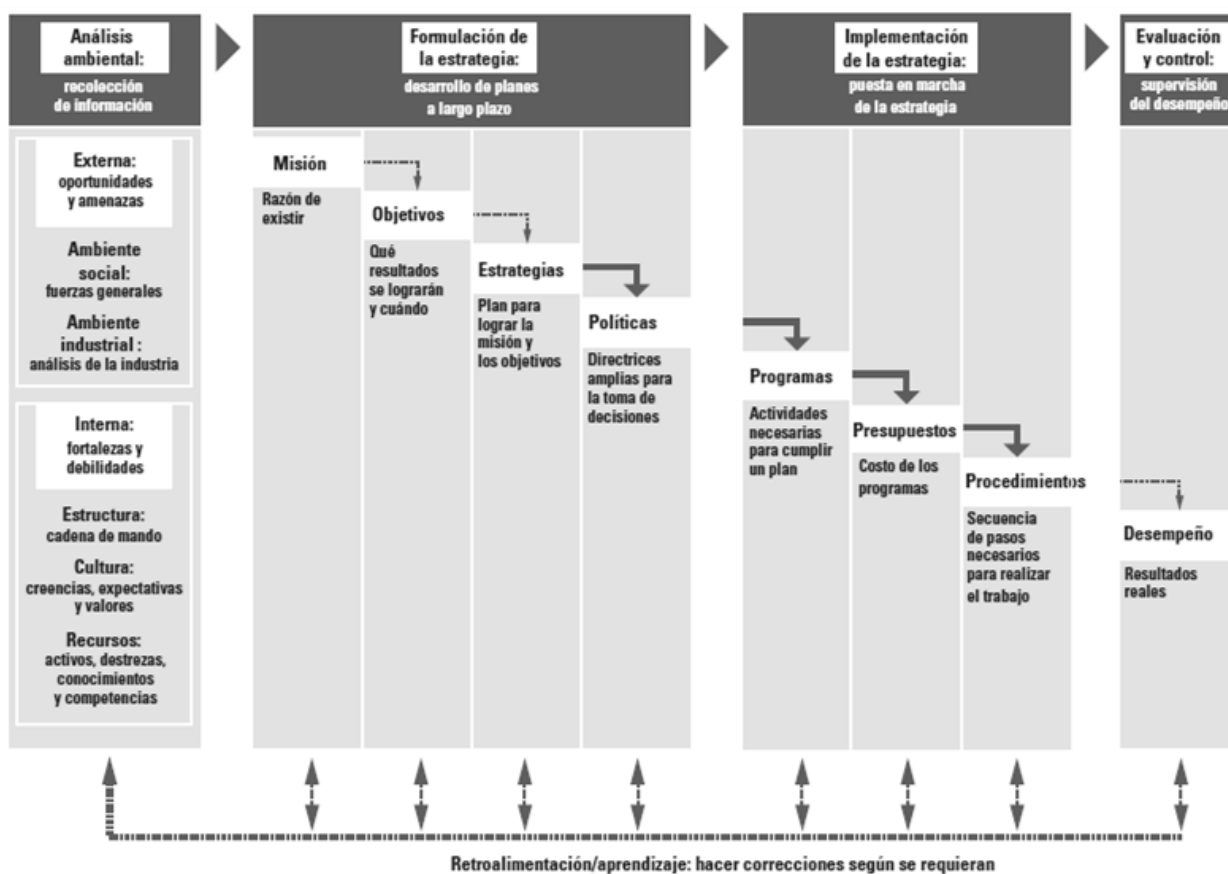 Análisis
ambiental:
recolección
de información
Formulación de
la estrategia:
desarrollo de planes
a largo plazo
Implementación
de la estrategia:
puesta en marcha
de la estrategia
Evaluación
y control:
supervisión
del desempeño
Externa:
oportunidades
y amenazas
Ambiente
social:
fuerzas generales
Ambiente
industrial :
análisis de la industria
Interna:
fortalezas y
debilidades
Estructura:
cadena de mando
Cultura:
creencias, expectativas
y valores
Recursos:
activos, destrezas,
conocimientos
y competencias
Misión
Razón de
existir
Objetivos
Qué
resultados
se lograrán
y cuándo
Estrategias
Plan para
lograr la
misión y
los objetivos
Políticas
Directrices
amplias para
la toma de
decisiones
Programas
Actividades
necesarias
para cumplir
un plan
Presupuestos
Costo de los
programas
Procedimientos
Secuencia
de pasos
necesarios
para realizar
el trabajo
Desempeño
Resultados
reales
Retroalimentación/aprendizaje: hacer correcciones según se requieran